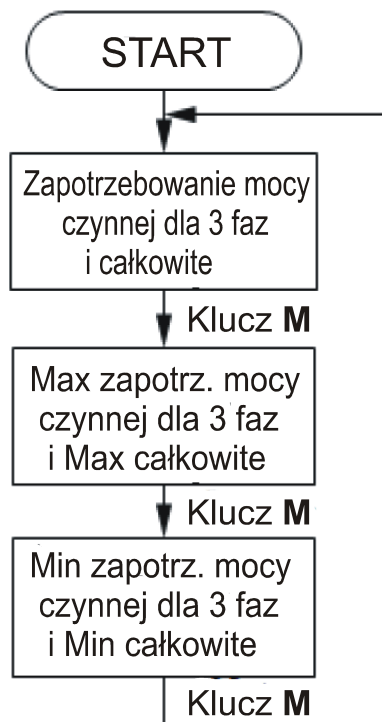 START
Zapotrzebowanie mocy
czynnej dla 3 faz
i całkowite
Klucz M
Max zapotrz. mocy
czynnej dla 3 faz
i Max całkowite
Klucz M
Min zapotrz. mocy
czynnej dla 3 faz
i Min całkowite
Klucz M